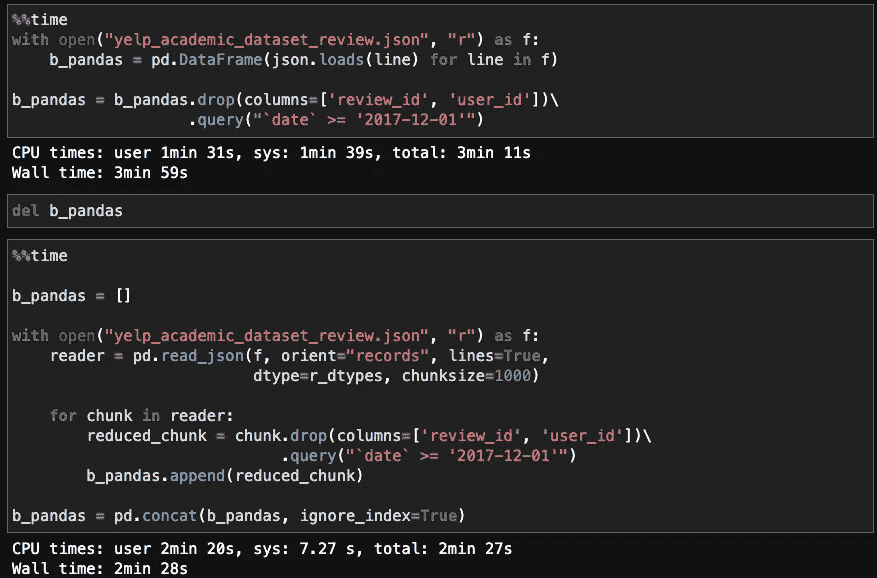 %%time
with open("yelp_academic_dataset_review.json", "r") as f:
    b_pandas = pd.DataFrame(json.loads(line) for line in f)
b_pandas = b_pandas.drop(columns=['review_id', 'user_id'])\
                   .query("`date` >= '2017-12-01'")
CPU times: user 1min 31s, sys: 1min 39s, total: 3min 11s
Wall time: 3min 59s
del b_pandas
%%time
b_pandas = []
with open("yelp_academic_dataset_review.json", "r") as f:
    reader = pd.read_json(f, orient="records", lines=True,
                          dtype=r_dtypes, chunksize=1000)
    for chunk in reader:
        reduced_chunk = chunk.drop(columns=['review_id', 'user_id'])\
                             .query("`date` >= '2017-12-01'")
        b_pandas.append(reduced_chunk)
b_pandas = pd.concat(b_pandas, ignore_index=True)
CPU times: user 2min 20s, sys: 7.27 s, total: 2min 27s
Wall time: 2min 28s